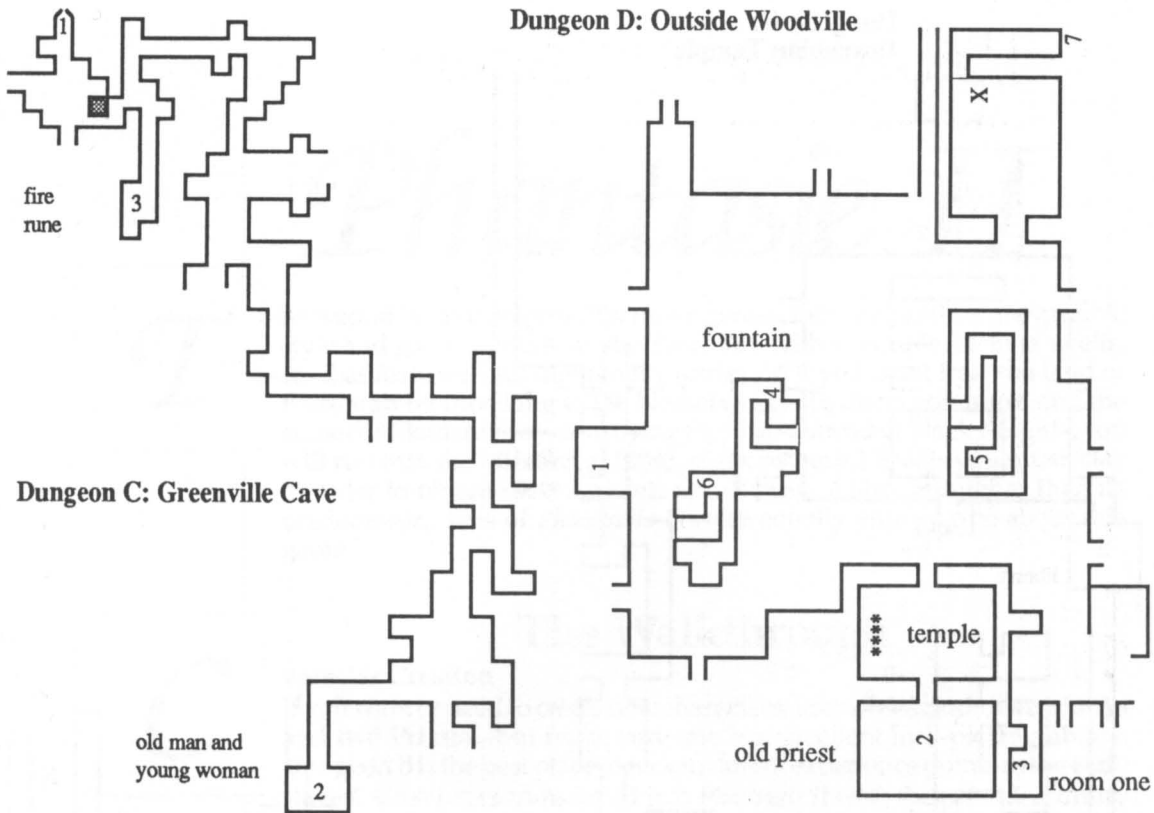 Dungeon D: Outside Woodville
1
7
X
fire
rune
3
fountain
4
5
1
6
Dungeon C: Greenville Cave
****
temple
old man and
young woman
2
old priest
2
3
room one